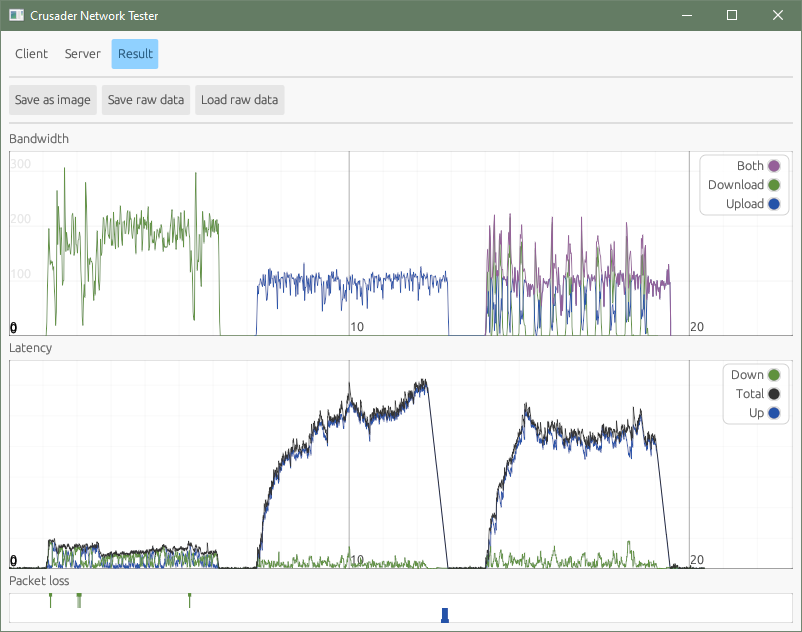 Crusader Network Tester
Client Server Result
Save as image Save raw data Load raw data
Bandwidth
300
200
100
0
10
20
Both
Download
Upload
Latency
0
10
20
Down
Total
Up
Packet loss